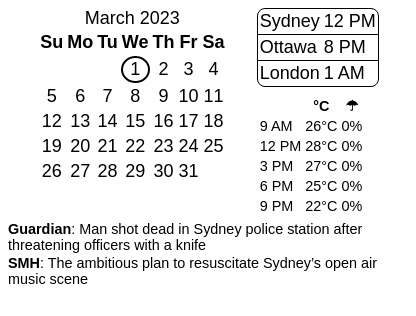 March 2023
Su Mo Tu We Th Fr Sa
1 2 3 4
5 6 7 8 9 10 11
12 13 14 15 16 17 18
19 20 21 22 23 24 25
26 27 28 29 30 31
Sydney 12 PM
Ottawa 8 PM
London 1 AM
°C ☂
9 AM 26°C 0%
12 PM 28°C 0%
3 PM 27°C 0%
6 PM 25°C 0%
9 PM 22°C 0%
Guardian: Man shot dead in Sydney police station after
threatening officers with a knife
SMH: The ambitious plan to resuscitate Sydney’s open air
music scene